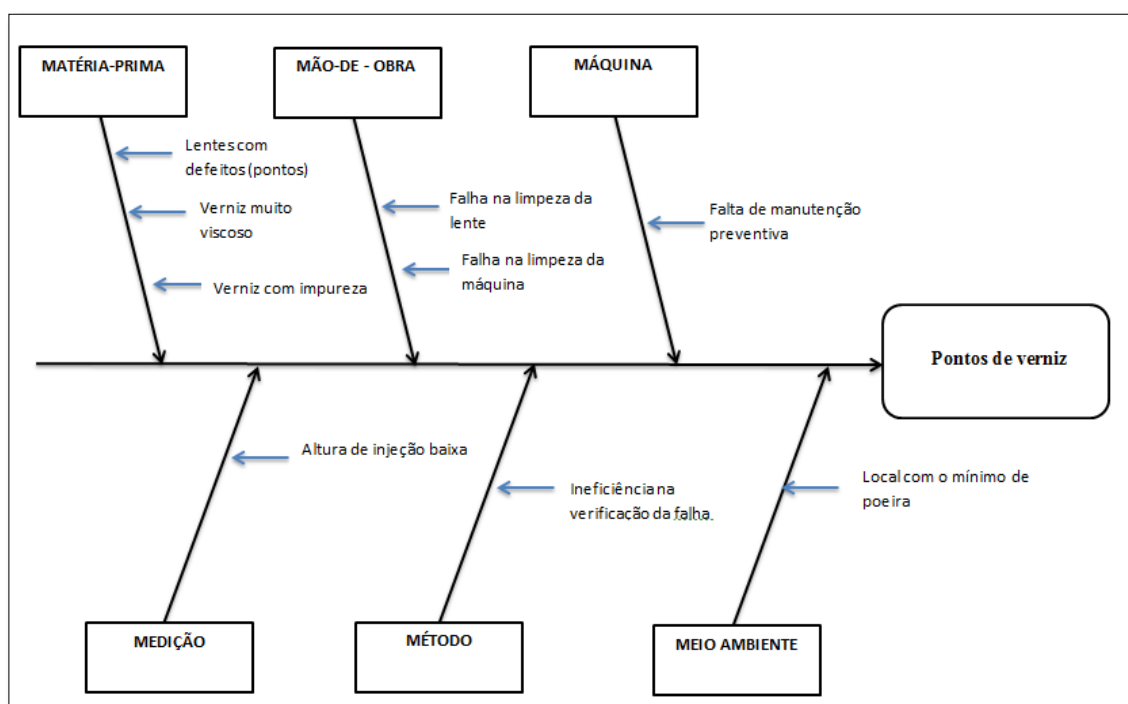 MATÉRIA-PRIMA
MÃO-DE - OBRA
MÁQUINA
Lentes com
defeitos (pontos)
Verniz muito
viscoso
Verniz com impureza
Falha na limpeza da
lente
Falha na limpeza da
máquina
Falta de manutenção
preventiva
Pontos de verniz
Altura de injeção baixa
Ineficiência na
verificação da falha.
Local com o mínimo de
poeira
MEDIÇÃO
MÉTODO
MEIO AMBIENTE